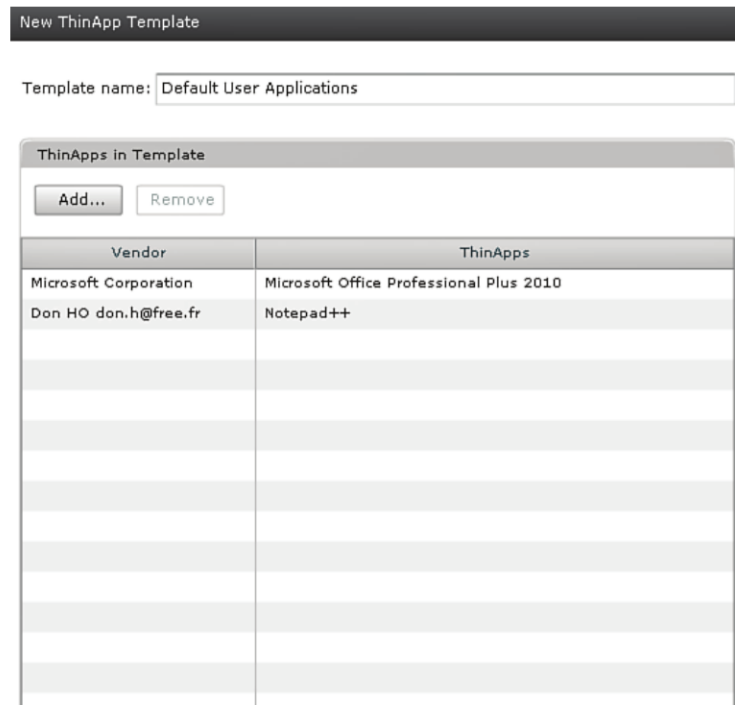 New ThinApp Template
Template name: Default User Applications
ThinApps in Template
Add... Remove
Vendor ThinApps
Microsoft Corporation Microsoft Office Professional Plus 2010
Don HO don.h@free.fr Notepad++